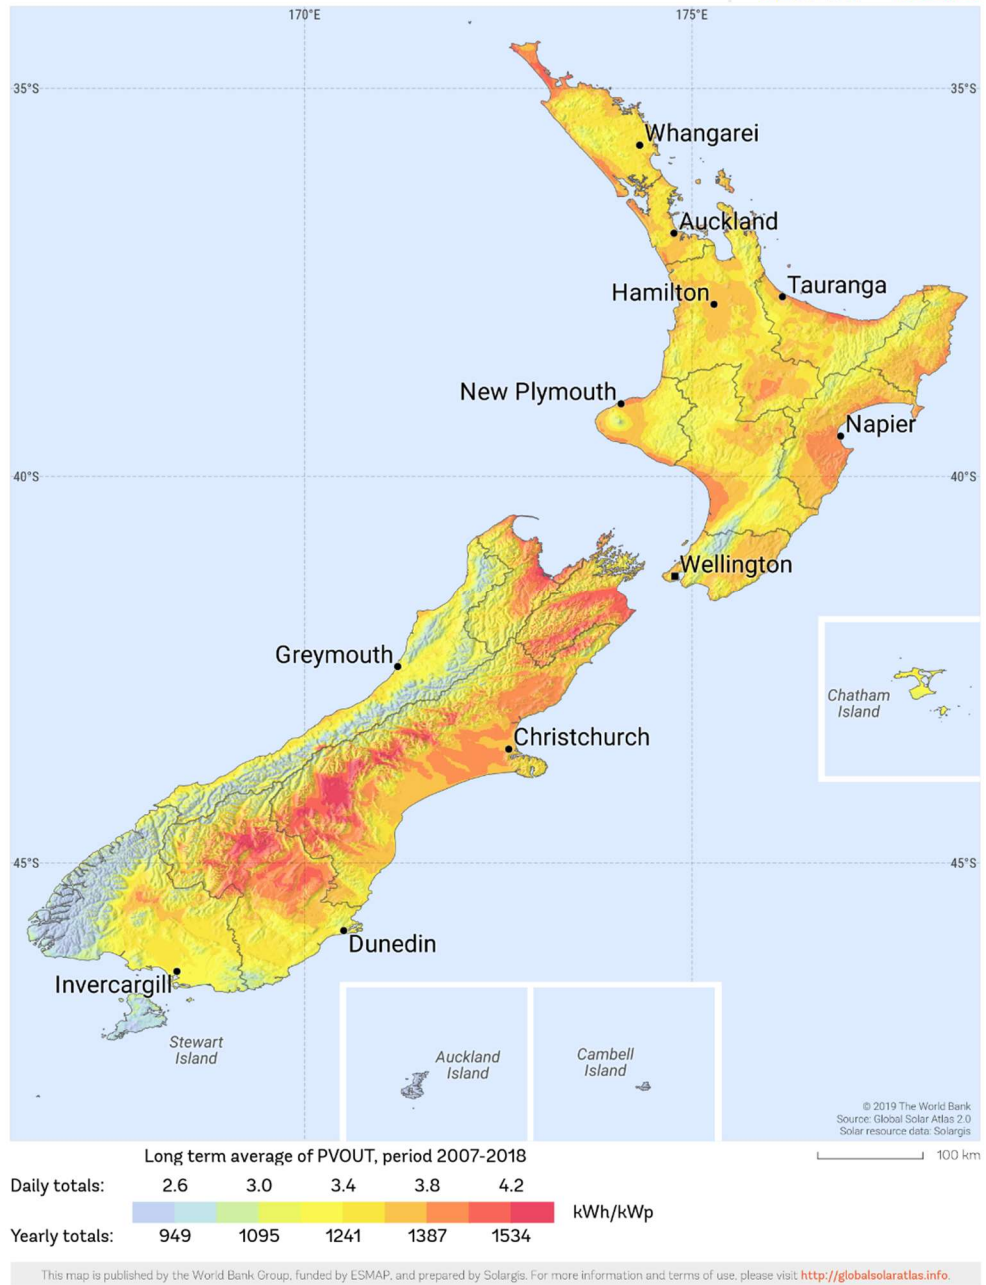 170°E 175°E
35°S 35°S
Whangarei
Auckland
Tauranga
Hamilton
New Plymouth
Napier
40°S 40°S
Wellington
Greymouth
Chatham
Island
Christchurch
45°S 45°S
Dunedin
Invercargill
Stewart
Island
Auckland
Island
Cambell
Island
© 2019 The World Bank
Source: Global Solar Atlas 2.0
Solar resource data: Solargis
Long term average of PVOUT, period 2007-2018
100 km
Daily totals: 2.6 3.0 3.4 3.8 4.2
kWh/kWp
Yearly totals: 949 1095 1241 1387 1534
This map is published by the World Bank Group, funded by ESMAP, and prepared by Solargis. For more information and terms of use, please visit http://globalsolaratlas.info.